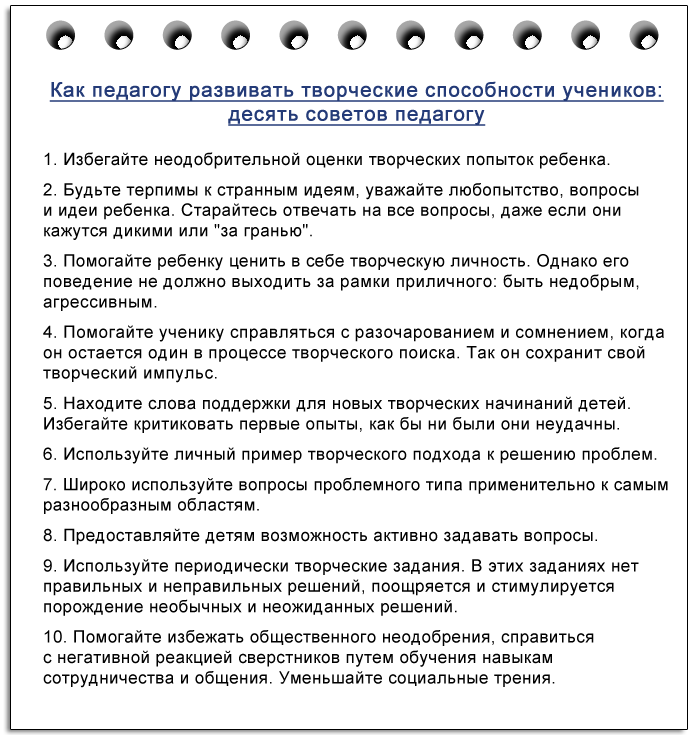 Как педагогу развивать творческие способности учеников:
десять советов педагогу
1. Избегайте неодобрительной оценки творческих попыток ребенка.
2. Будьте терпимы к странным идеям, уважайте любопытство, вопросы
и идеи ребенка. Старайтесь отвечать на все вопросы, даже если они
кажутся дикими или "за гранью".
3. Помогайте ребенку ценить в себе творческую личность. Однако его
поведение не должно выходить за рамки приличного: быть недобрым,
агрессивным.
4. Помогайте ученику справляться с разочарованием и сомнением, когда
он остается один в процессе творческого поиска. Так он сохранит свой
творческий импульс.
5. Находите слова поддержки для новых творческих начинаний детей.
Избегайте критиковать первые опыты, как бы ни были они неудачны.
6. Используйте личный пример творческого подхода к решению проблем.
7. Широко используйте вопросы проблемного типа применительно к самым
разнообразным областям.
8. Предоставляйте детям возможность активно задавать вопросы.
9. Используйте периодически творческие задания. В этих заданиях нет
правильных и неправильных решений, поощряется и стимулируется
порождение необычных и неожиданных решений.
10. Помогайте избежать общественного неодобрения, справиться
с негативной реакцией сверстников путем обучения навыкам
сотрудничества и общения. Уменьшайте социальные трения.